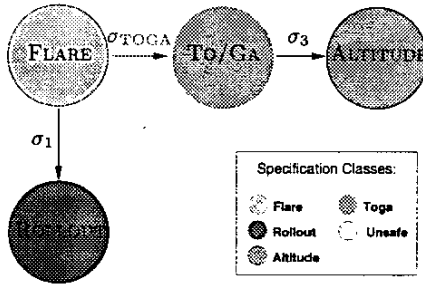 FLARE
σTOGA
TO/GA
σ3
ALTITUDE
σ1
ROLLOUT
Specification Classes:
Flare
Toga
Rollout
Unsafe
Altitude